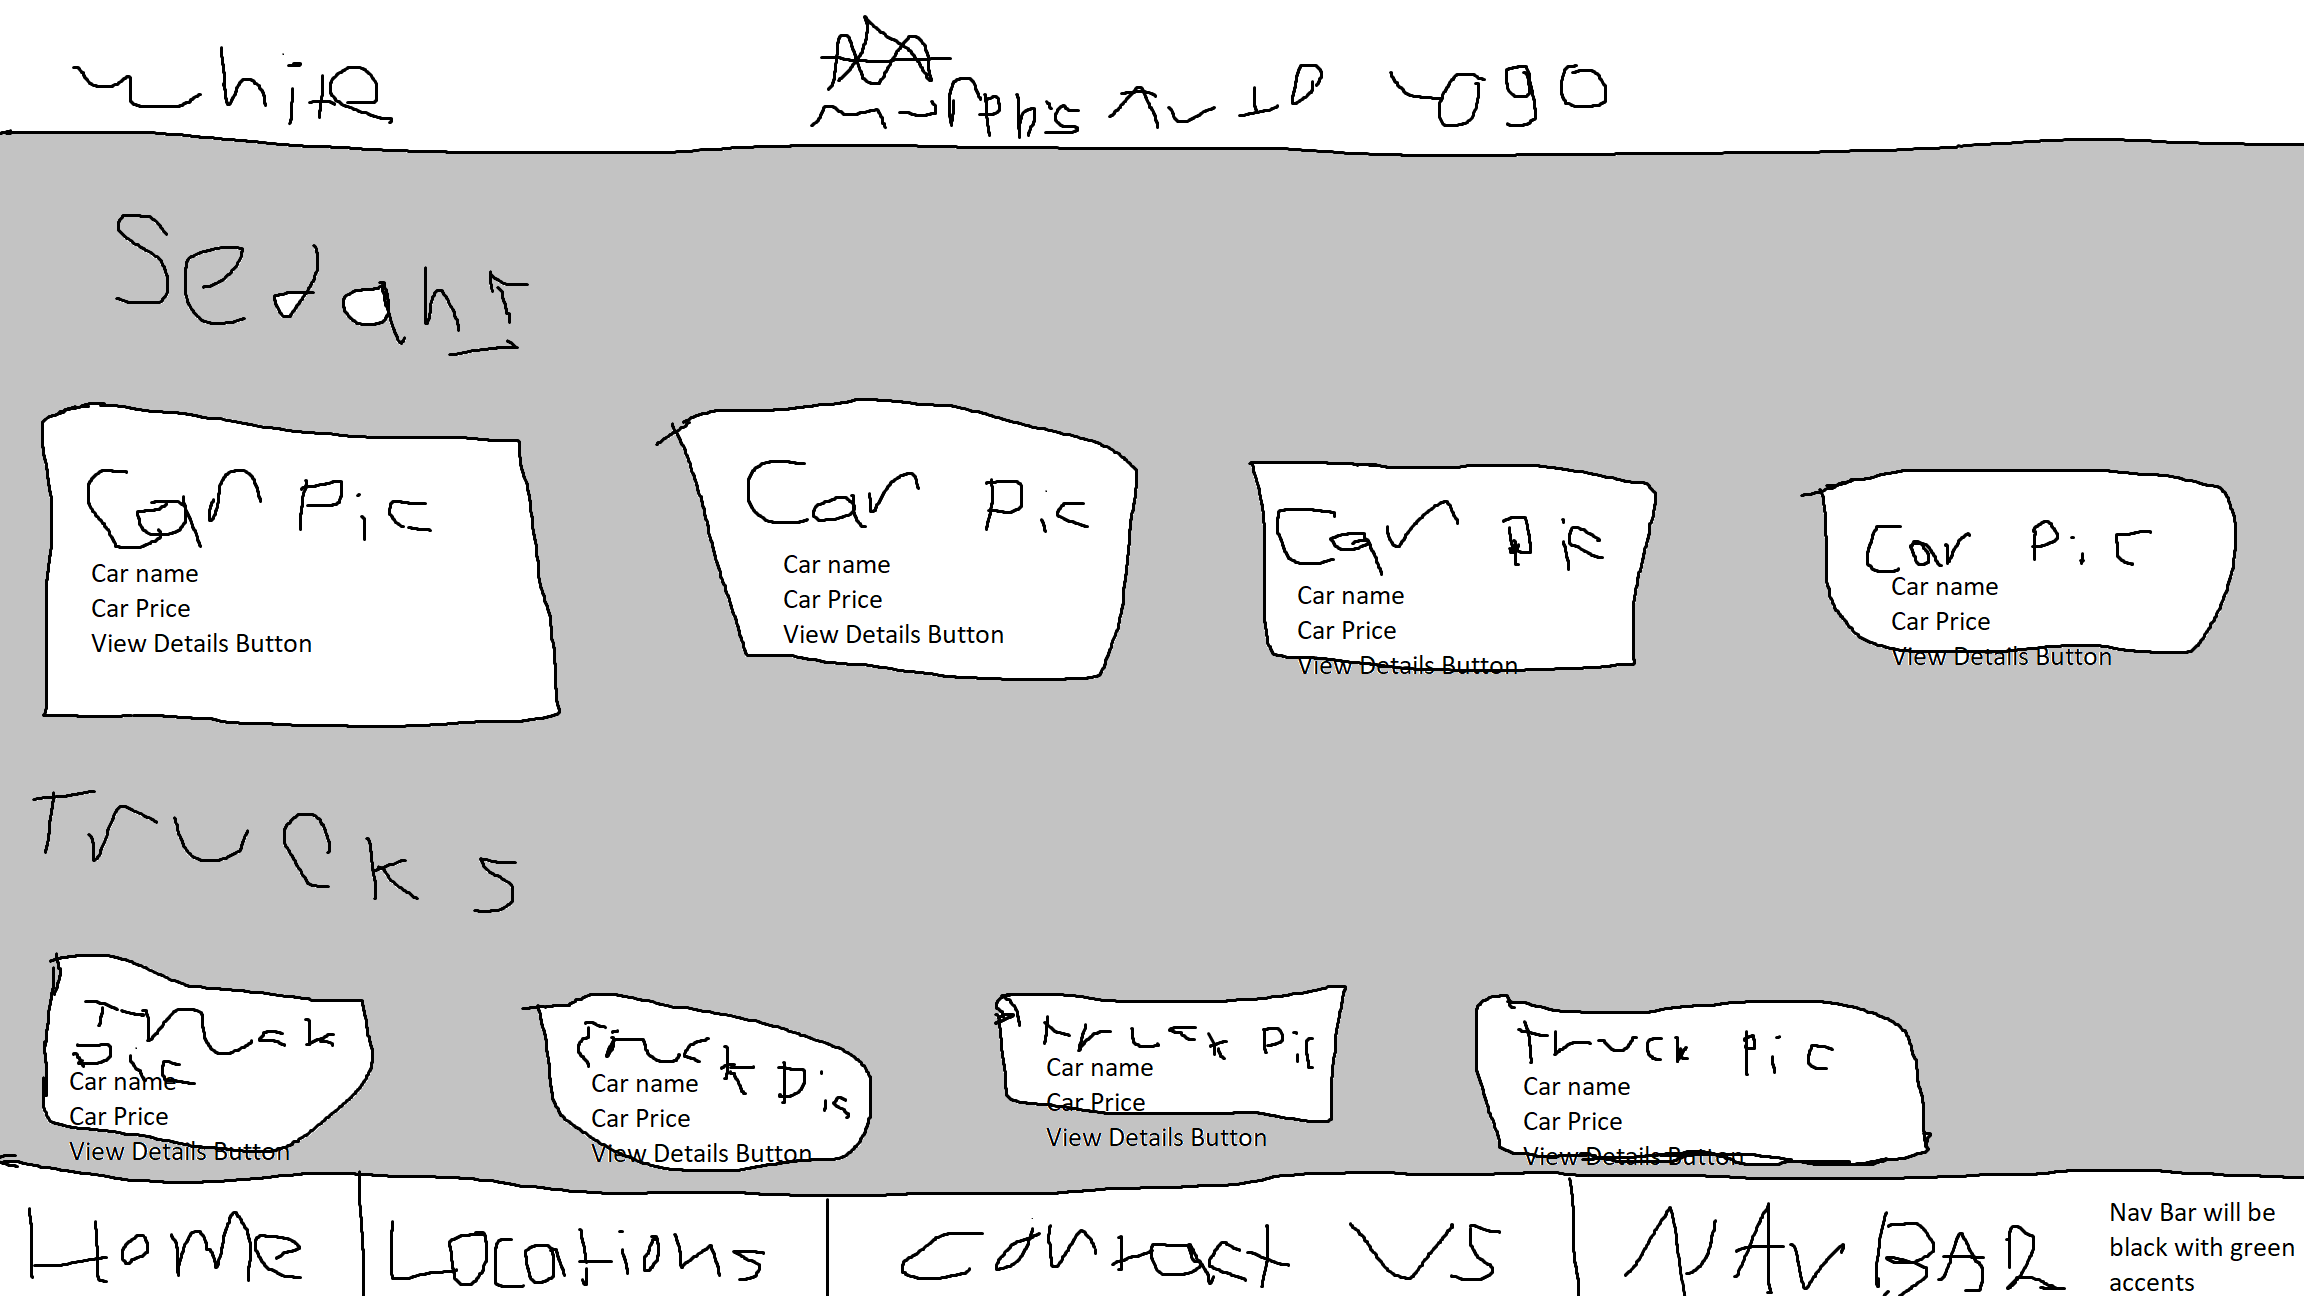 White
Morph's Auto Logo
Sedans
Car Pic
Car name
Car Price
View Details Button
Car Pic
Car name
Car Price
View Details Button
Car Pic
Car name
Car Price
View Details Button
Car Pic
Car name
Car Price
View Details Button
Trucks
Truck
Pic
Car name
Car Price
View Details Button
Truck Pic
Car name
Car Price
View Details Button
truck Pic
Car name
Car Price
View Details Button
truck Pic
Car name
Car Price
View Details Button
Home
Locations
Contact US
NAV BAR
Nav Bar will be
black with green
accents